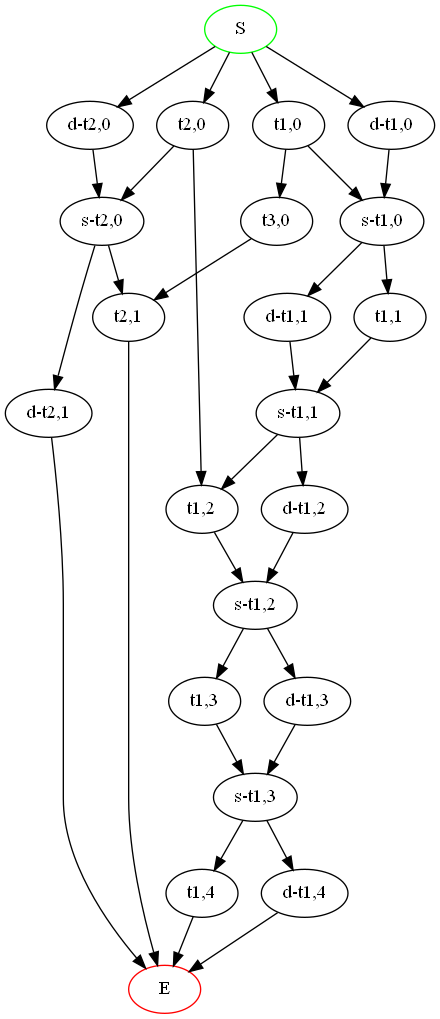 S
d-t2,0
t2,0
t1,0
d-t1,0
s-t2,0
t3,0
s-t1,0
t2,1
d-t1,1
t1,1
d-t2,1
s-t1,1
t1,2
d-t1,2
s-t1,2
t1,3
d-t1,3
s-t1,3
t1,4
d-t1,4
E